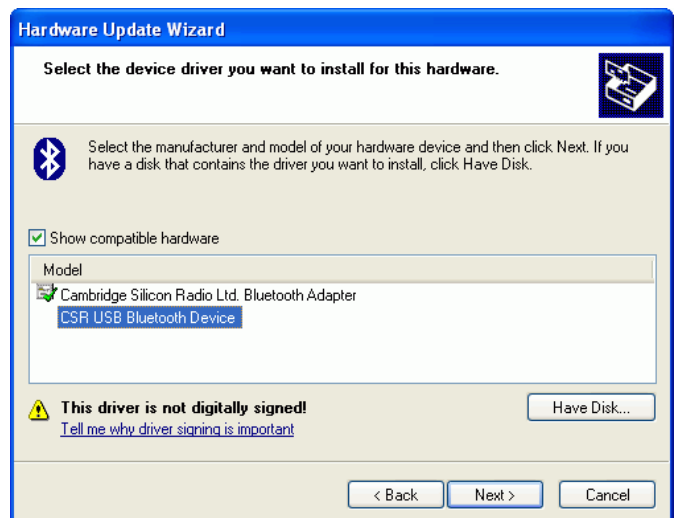 Hardware Update Wizard
Select the device driver you want to install for this hardware.
Select the manufacturer and model of your hardware device and then click Next. If you
have a disk that contains the driver you want to install, click Have Disk.
Show compatible hardware
Model
Cambridge Silicon Radio Ltd. Bluetooth Adapter
CSR USB Bluetooth Device
This driver is not digitally signed!
Have Disk...
Tell me why driver signing is important
< Back
Next >
Cancel